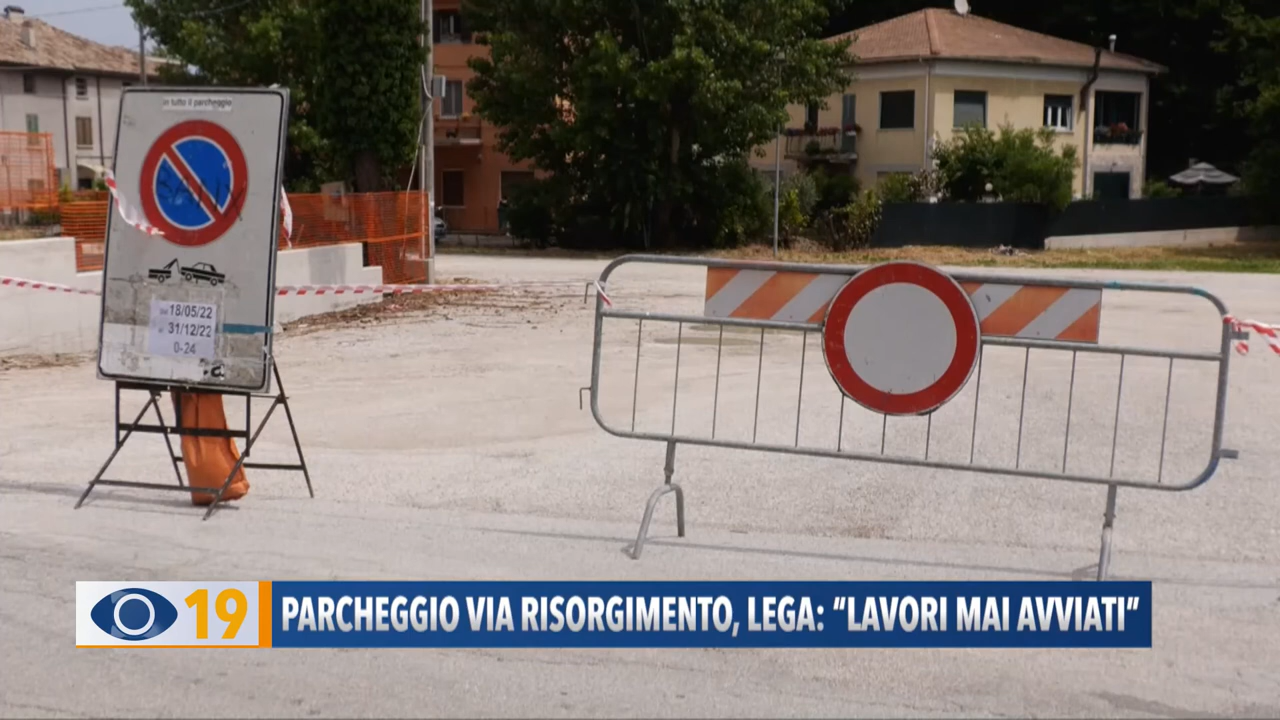 in tutto il parcheggio
18/05/22
31/12/22
0-24
19
PARCHEGGIO VIA RISORGIMENTO, LEGA: “LAVORI MAI AVVIATI”